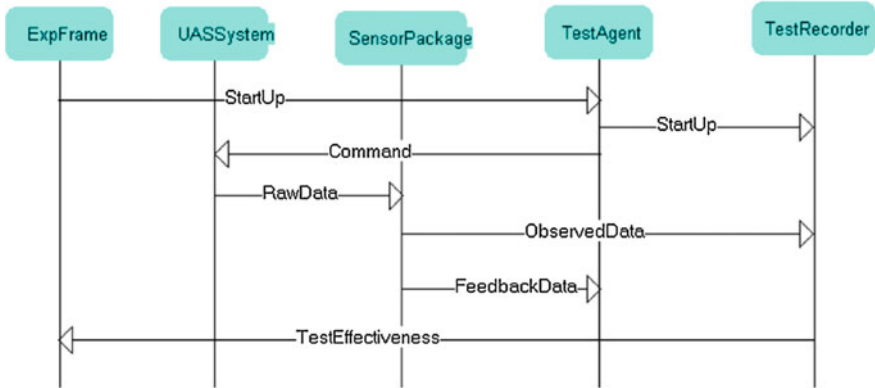 ExpFrame
UASSystem
SensorPackage
TestAgent
TestRecorder
StartUp
StartUp
Command
RawData
ObservedData
FeedbackData
TestEffectiveness